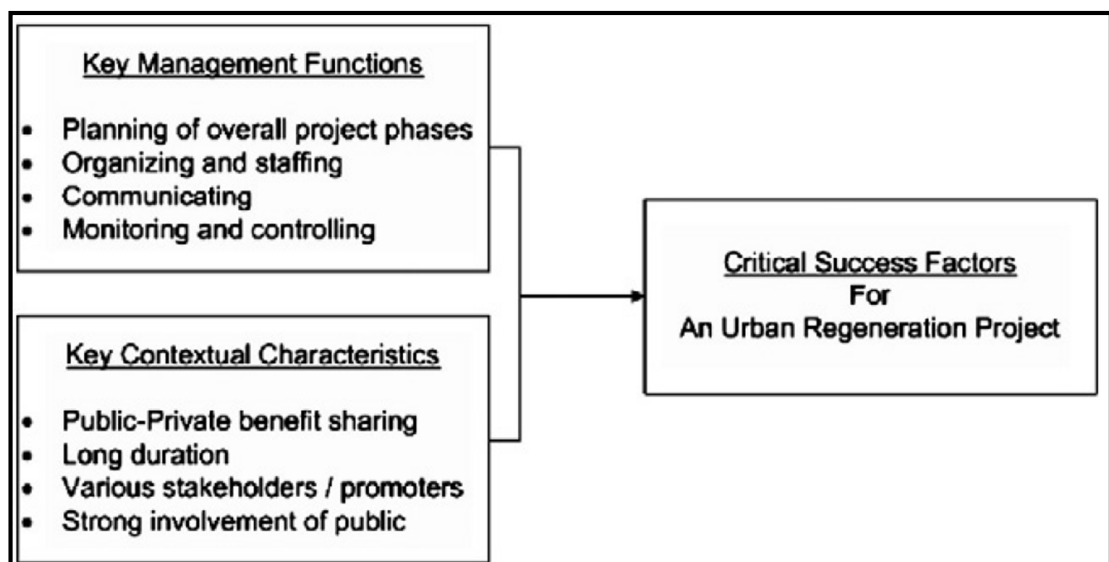 Key Management Functions
• Planning of overall project phases
• Organizing and staffing
• Communicating
• Monitoring and controlling
Key Contextual Characteristics
• Public-Private benefit sharing
• Long duration
• Various stakeholders / promoters
• Strong involvement of public
Critical Success Factors
For
An Urban Regeneration Project